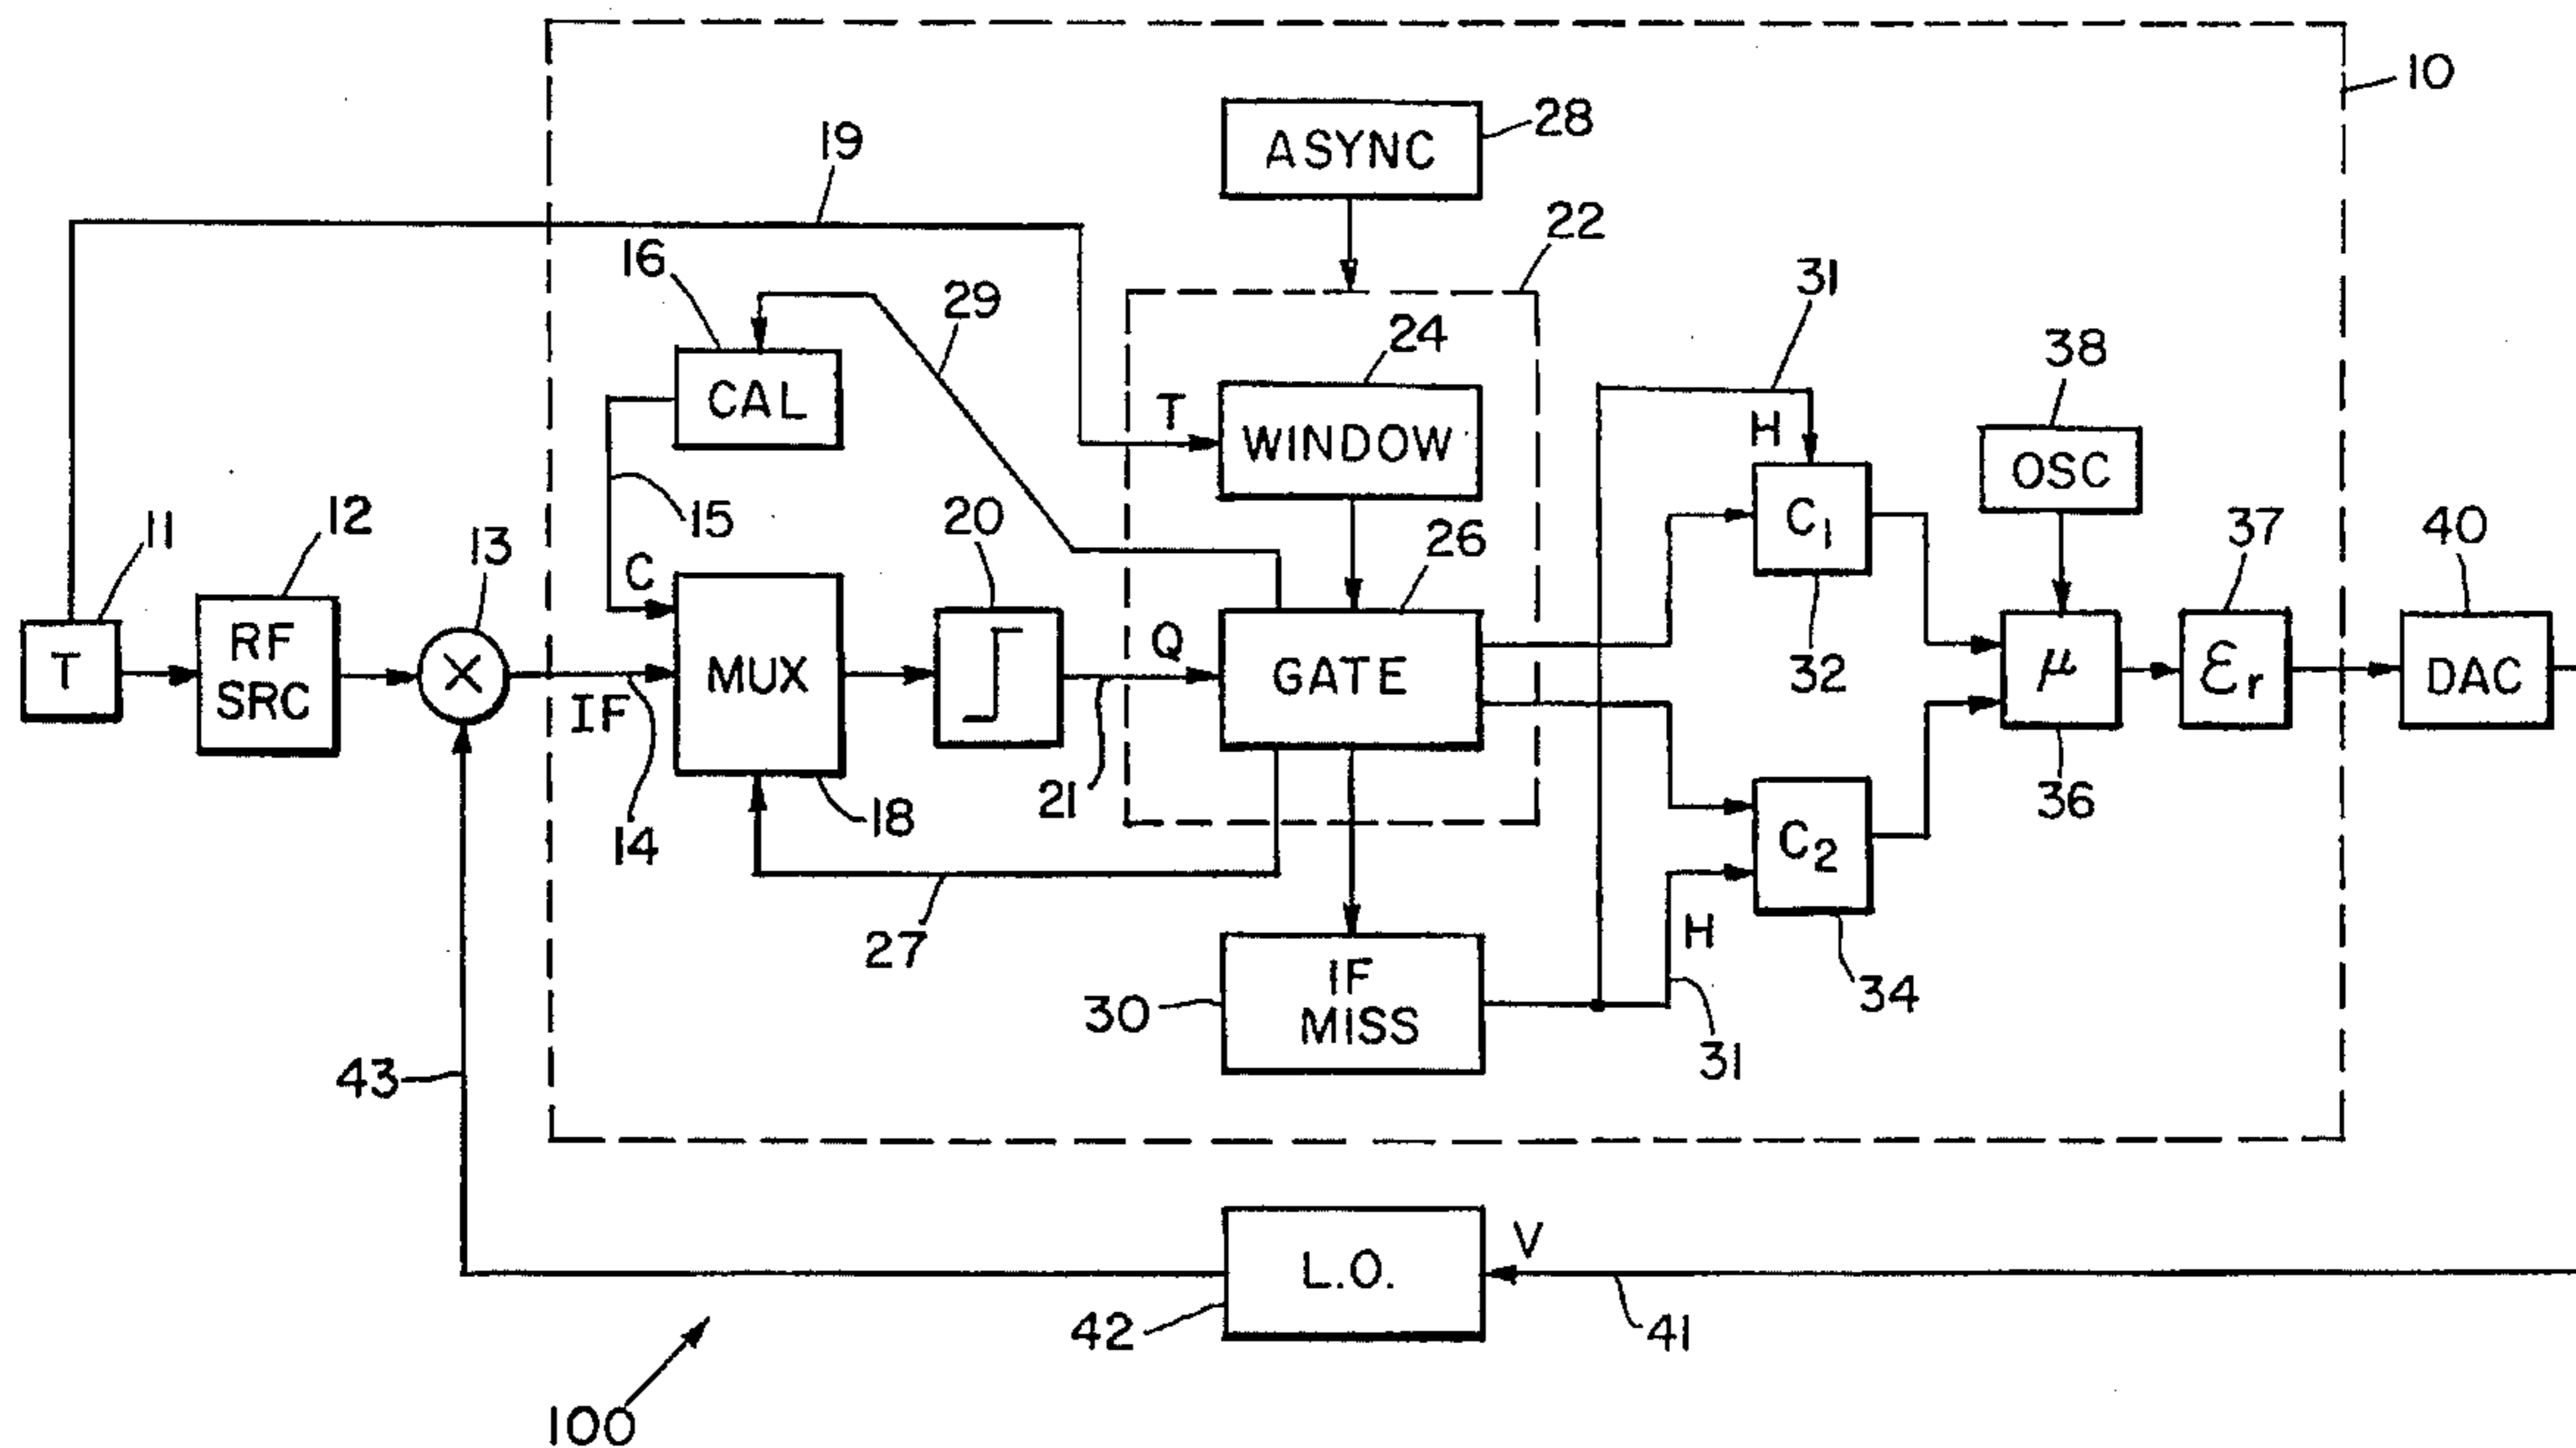 10
ASYNC
28
19
22
16
29
31
24
38
CAL
T
WINDOW
H
OSC
15
20
12
11
13
C
26
C1
37
40
RF
SRC
T
X
IF
MUX
Q
GATE
32
μ
Ɛr
DAC
14
18
21
36
C2
27
H
34
30
IF
MISS
31
43
V
L.O.
42
41
100